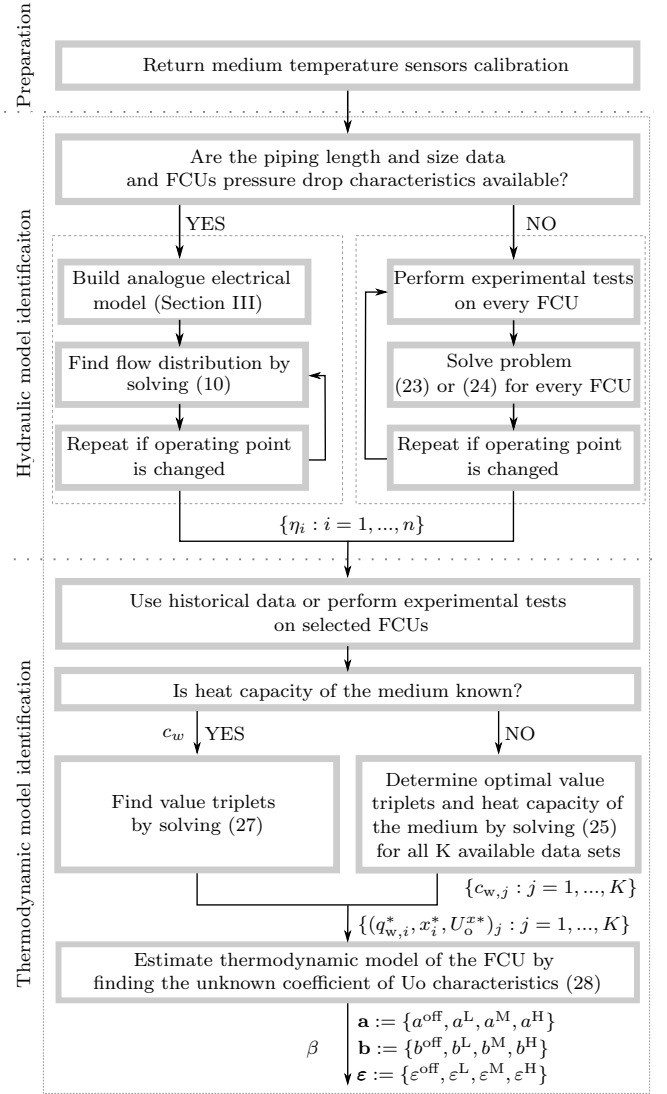 Preparation
Return medium temperature sensors calibration
Hydraulic model identificaiton
Are the piping length and size data
and FCUs pressure drop characteristics available?
YES
NO
Build analogue electrical
model (Section III)
Perform experimental tests
on every FCU
Find flow distribution by
solving (10)
Solve problem
(23) or (24) for every FCU
Repeat if operating point
is changed
Repeat if operating point
is changed
{η_i : i = 1, ..., n}
Thermodynamic model identification
Use historical data or perform experimental tests
on selected FCUs
Is heat capacity of the medium known?
c_w YES
NO
Find value triplets
by solving (27)
Determine optimal value
triplets and heat capacity of
the medium by solving (25)
for all K available data sets
{c_{w,j} : j = 1, ..., K}
{(q^*_{w,i}, x^*_i, U_o^{x*})_j : j = 1, ..., K}
Estimate thermodynamic model of the FCU by
finding the unknown coefficient of Uo characteristics (28)
β
a := {a^{off}, a^L, a^M, a^H}
b := {b^{off}, b^L, b^M, b^H}
ε := {ε^{off}, ε^L, ε^M, ε^H}